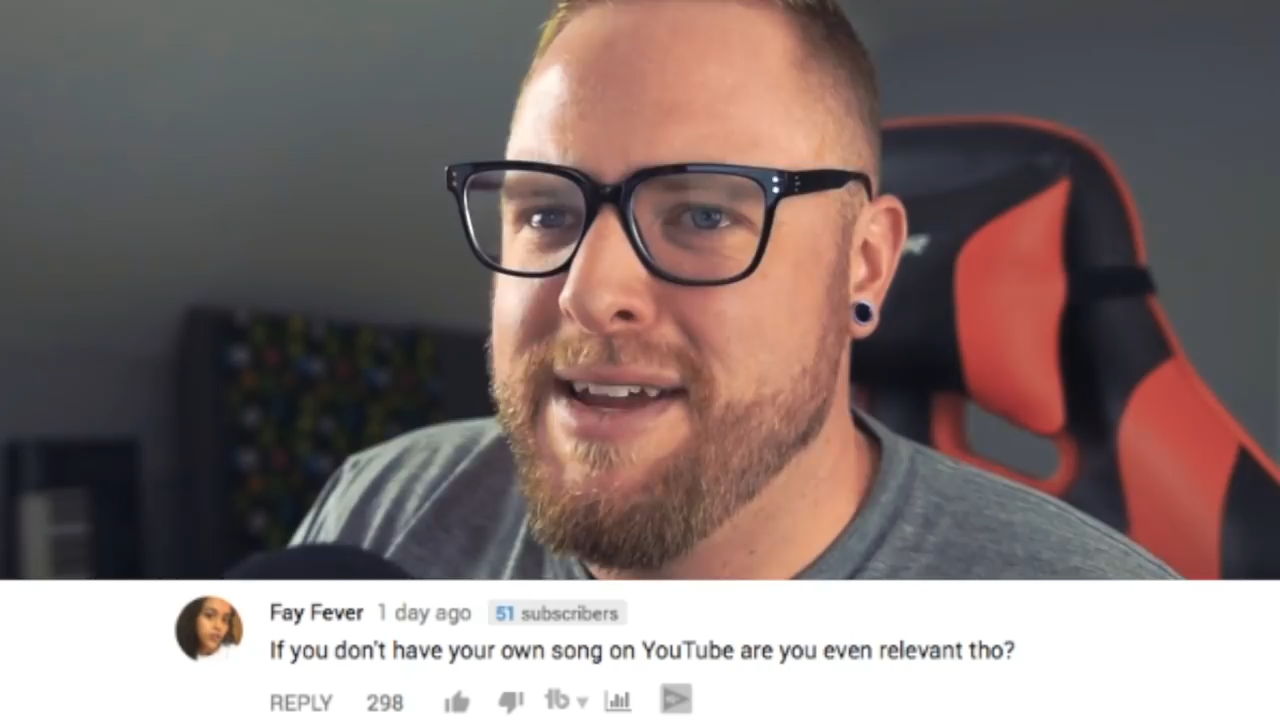 Fay Fever 1 day ago 51 subscribers
If you don't have your own song on YouTube are you even relevant tho?
REPLY 298